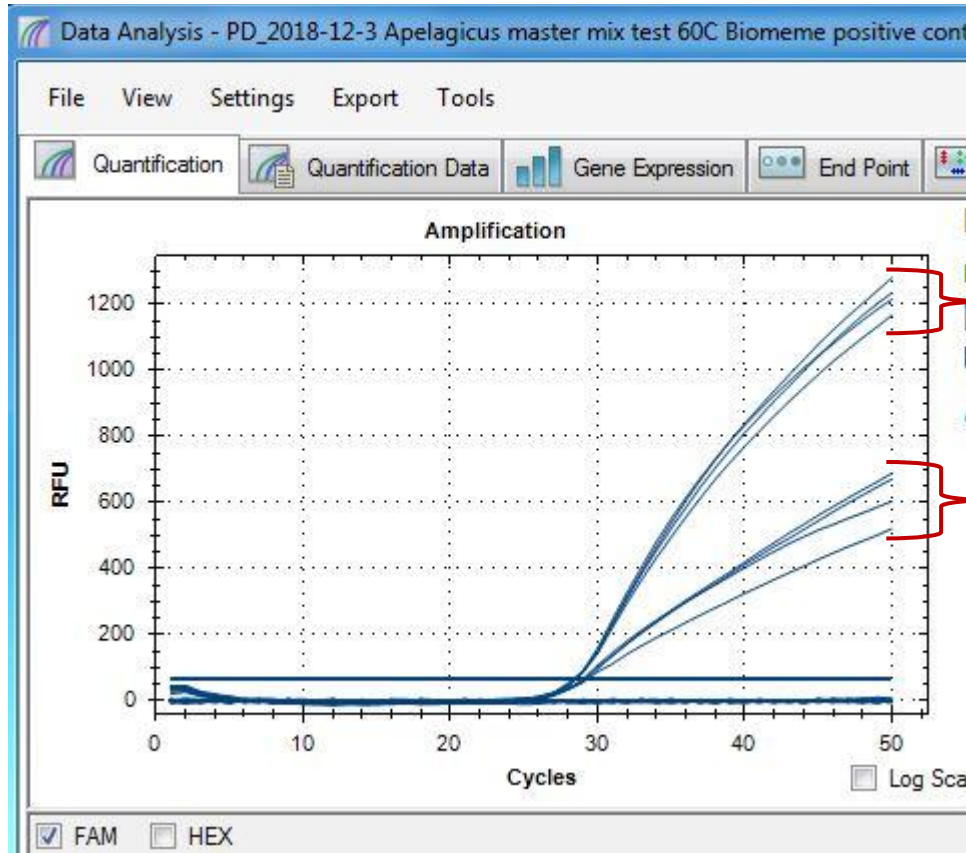 Data Analysis - PD_2018-12-3 Apelagicus master mix test 60C Biomeme positive cont
File View Settings Export Tools
Quantification Quantification Data Gene Expression End Point
Amplification
1200
1000
800
600
400
200
0
RFU
0 10 20 30 40 50
Cycles
Log Sca
FAM HEX